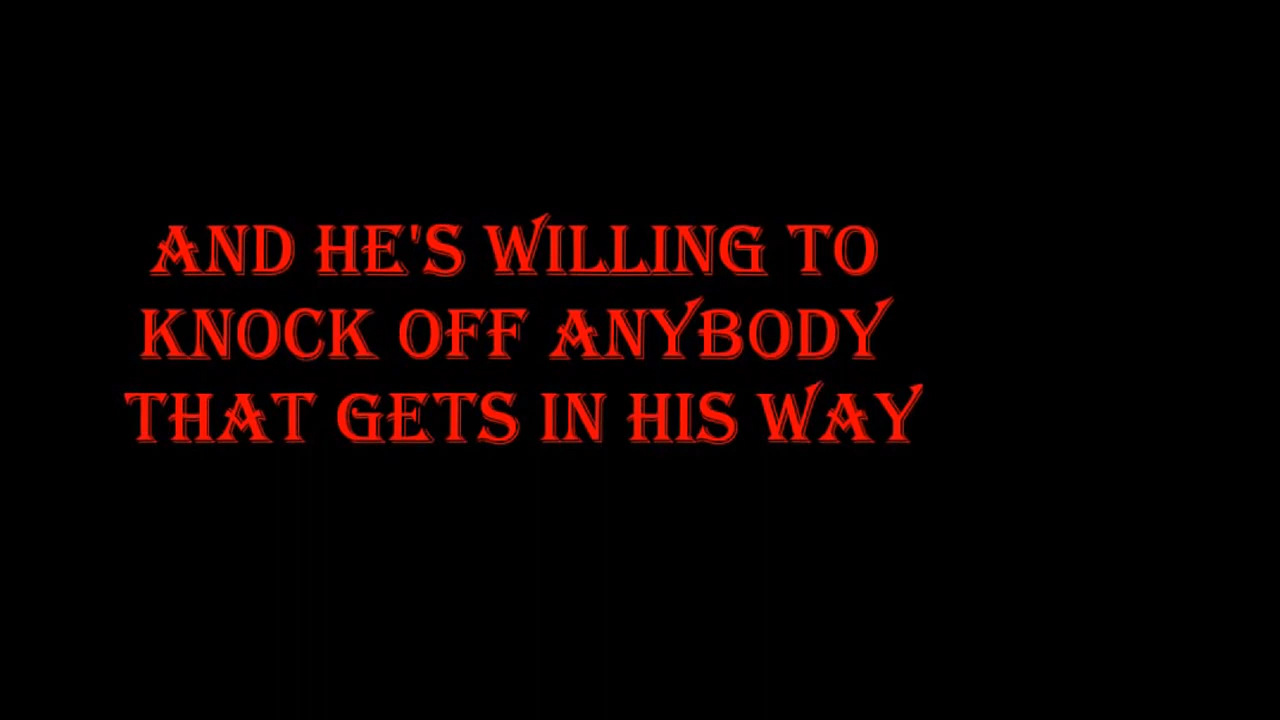 AND HE'S WILLING TO
KNOCK OFF ANYBODY
THAT GETS IN HIS WAY